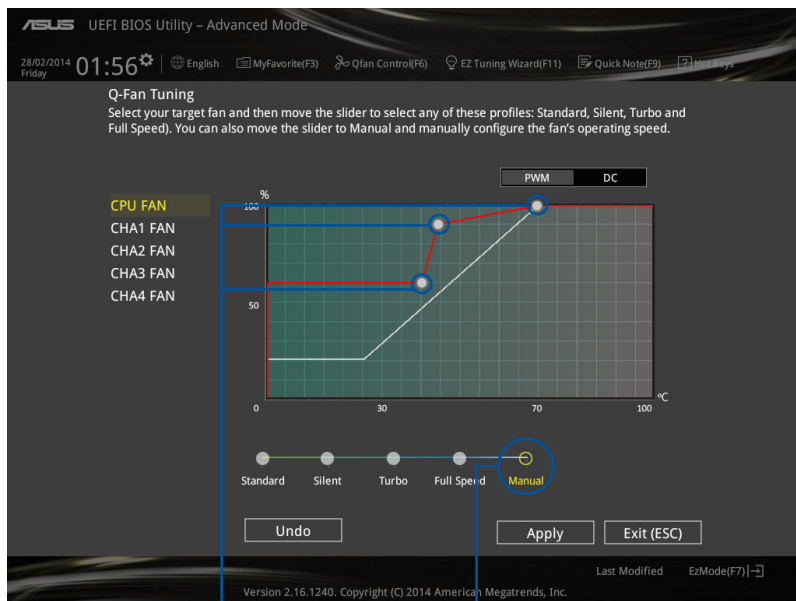 ASUS UEFI BIOS Utility – Advanced Mode
28/02/2014
Friday
01:56
English
MyFavorite(F3)
Qfan Control(F6)
EZ Tuning Wizard(F11)
Quick Note(F9)
? Hot Keys
Q-Fan Tuning
Select your target fan and then move the slider to select any of these profiles: Standard, Silent, Turbo and
Full Speed). You can also move the slider to Manual and manually configure the fan's operating speed.
PWM DC
CPU FAN
CHA1 FAN
CHA2 FAN
CHA3 FAN
CHA4 FAN
%
100
50
0 30 70 100
ºC
Standard Silent Turbo Full Speed Manual
Undo Apply Exit (ESC)
Last Modified EzMode(F7)
Version 2.16.1240. Copyright (C) 2014 American Megatrends, Inc.